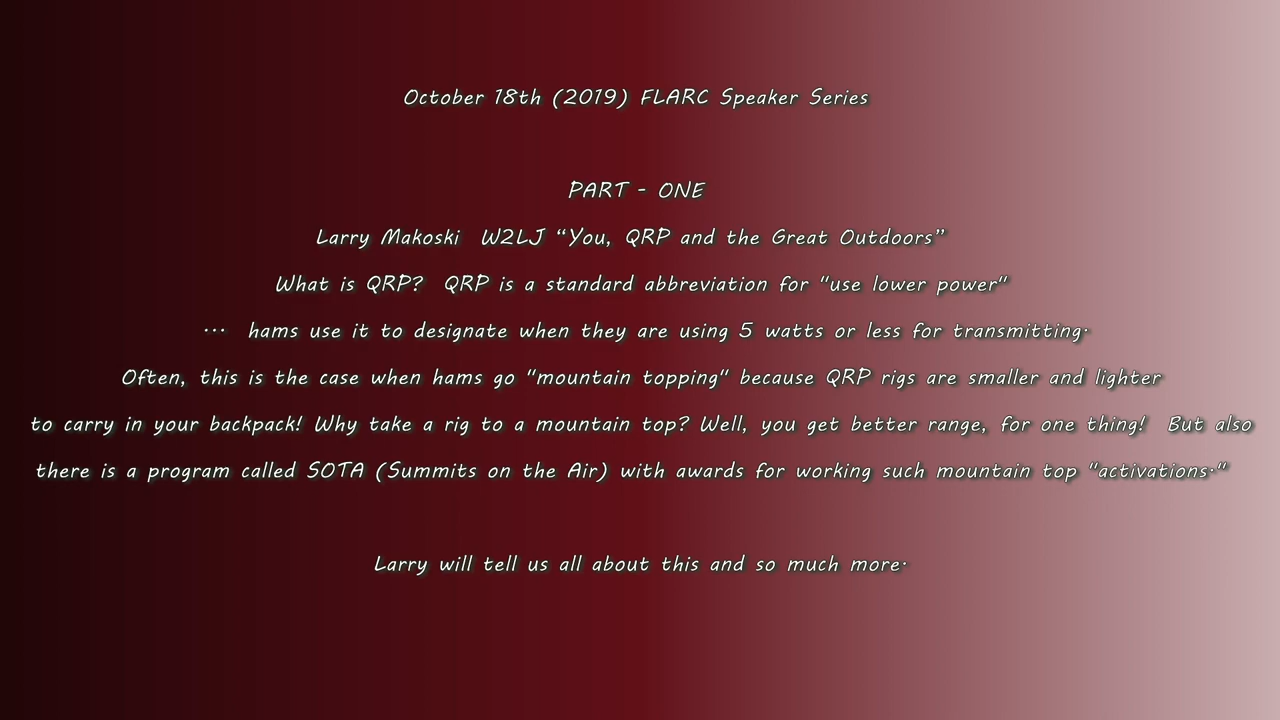 October 18th (2019) FLARC Speaker Series
PART - ONE
Larry Makoski W2LJ “You, QRP and the Great Outdoors”
What is QRP? QRP is a standard abbreviation for "use lower power"
... hams use it to designate when they are using 5 watts or less for transmitting.
Often, this is the case when hams go "mountain topping" because QRP rigs are smaller and lighter
to carry in your backpack! Why take a rig to a mountain top? Well, you get better range, for one thing! But also
there is a program called SOTA (Summits on the Air) with awards for working such mountain top "activations."
Larry will tell us all about this and so much more.